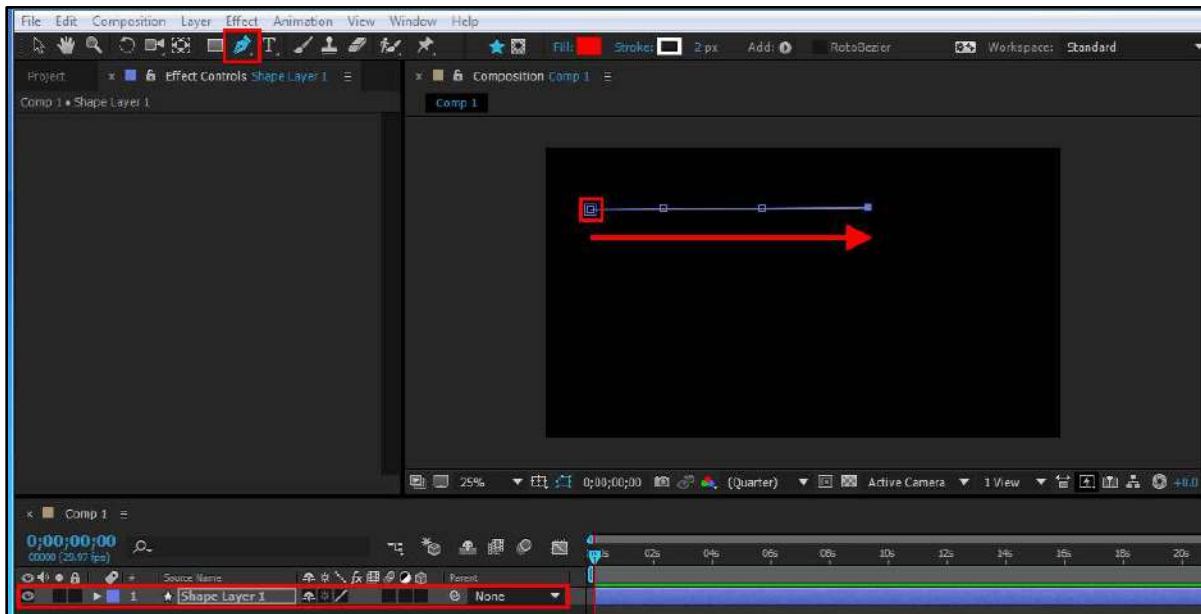 File Edit Composition Layer Effect Animation View Window Help
T Fill: Stroke: 2 px Add: RotoBezier Workspace: Standard
Project × Effect Controls Shape Layer 1 × Composition Comp 1
Comp 1 • Shape Layer 1 Comp 1
25% 0;00;00;00 (Quarter) Active Camera 1 View +0.0
× Comp 1
0;00;00;00
00000 (29.97 fps) 02s 04s 06s 08s 10s 12s 14s 16s 18s 20s
# Source Name fx Parent
1 Shape Layer 1 None